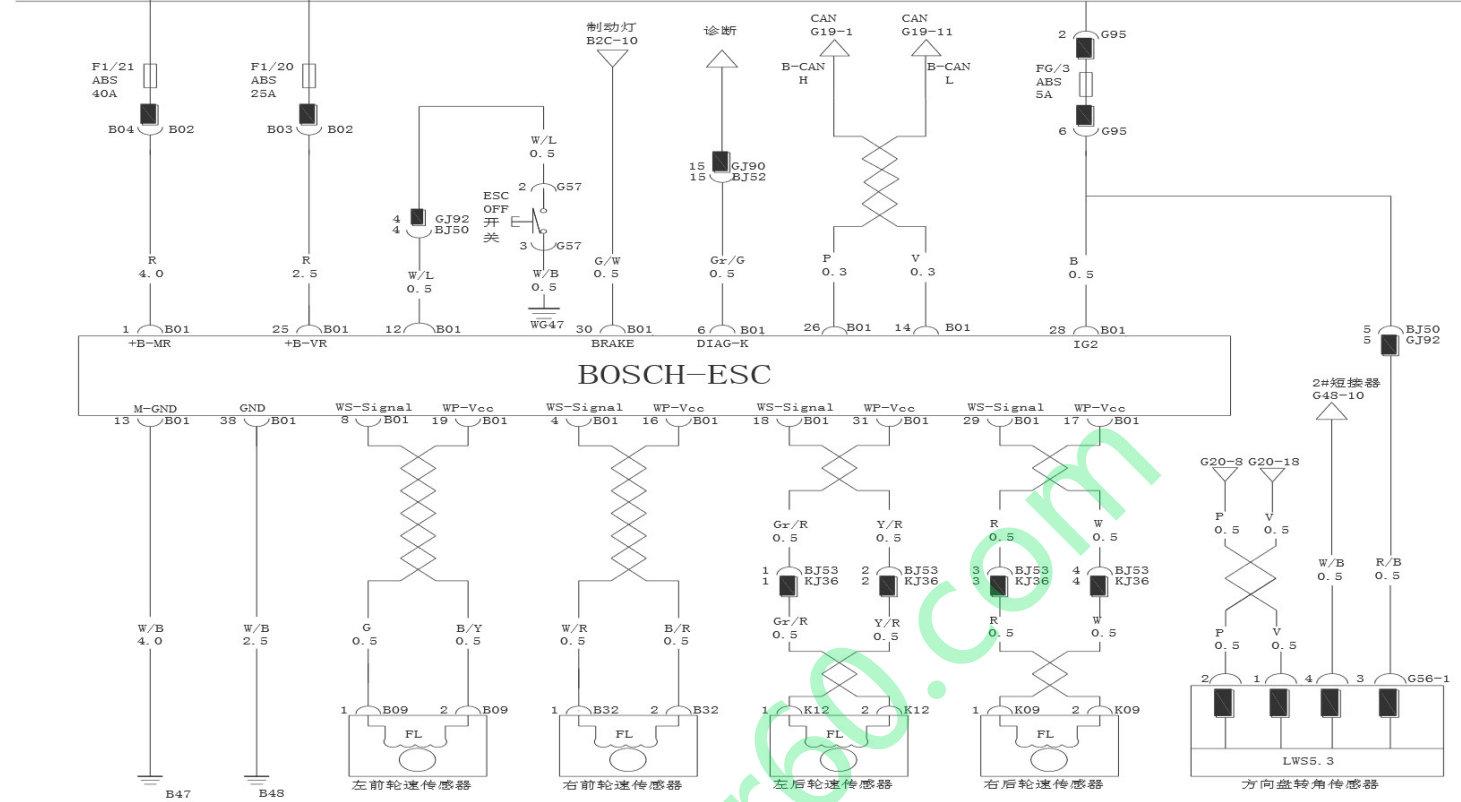 制动灯
B2C-10
诊断
CAN
G19-1
CAN
G19-11
2
G95
F1/21
ABS
40A
F1/20
ABS
25A
B-CAN
H
B-CAN
L
FG/3
ABS
5A
B04
B02
B03
B02
6
G95
W/L
0.5
15
GJ90
15
BJ52
2
G57
ESC
OFF
开
关
4
GJ92
4
BJ50
3
G57
R
4.0
R
2.5
W/L
0.5
W/B
0.5
G/W
0.5
Gr/G
0.5
P
0.3
V
0.3
B
0.5
WG47
1
B01
25
B01
12
B01
30
B01
6
B01
26
B01
14
B01
28
B01
5
BJ50
5
GJ92
+B-MR
+B-VR
BRAKE
DIAG-K
IG2
BOSCH-ESC
2#短接器
G48-10
M-GND
GND
WS-Signal
WP-Vcc
WS-Signal
WP-Vcc
WS-Signal
WP-Vcc
WS-Signal
WP-Vcc
13
B01
38
B01
8
B01
19
B01
4
B01
16
B01
18
B01
31
B01
29
B01
17
B01
G20-8
G20-18
Gr/R
0.5
Y/R
0.5
R
0.5
W
0.5
P
0.5
V
0.5
1
BJ53
1
KJ36
2
BJ53
2
KJ36
3
BJ53
3
KJ36
4
BJ53
4
KJ36
W/B
0.5
R/B
0.5
W/B
4.0
W/B
2.5
G
0.5
B/Y
0.5
W/R
0.5
B/R
0.5
Gr/R
0.5
Y/R
0.5
R
0.5
W
0.5
P
0.5
V
0.5
2
1
4
3
G56-1
1
B09
2
B09
1
B32
2
B32
1
K12
2
K12
1
K09
2
K09
FL
FL
FL
FL
LWS5.3
B47
B48
左前轮速传感器
右前轮速传感器
左后轮速传感器
右后轮速传感器
方向盘转角传感器